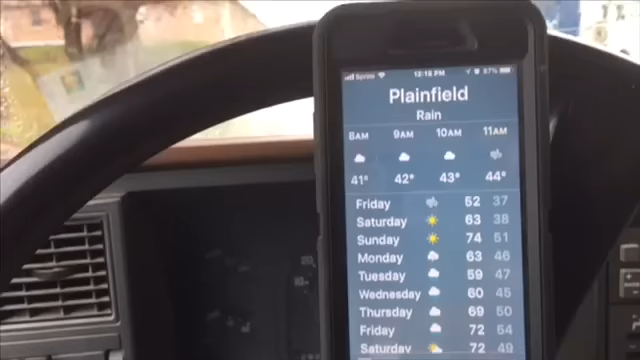 Sprint 12:18 PM 87%
Plainfield
Rain
8AM 9AM 10AM 11AM
41° 42° 43° 44°
Friday 52 37
Saturday 63 38
Sunday 74 51
Monday 63 46
Tuesday 59 47
Wednesday 60 45
Thursday 69 50
Friday 72 54
Saturday 72 49